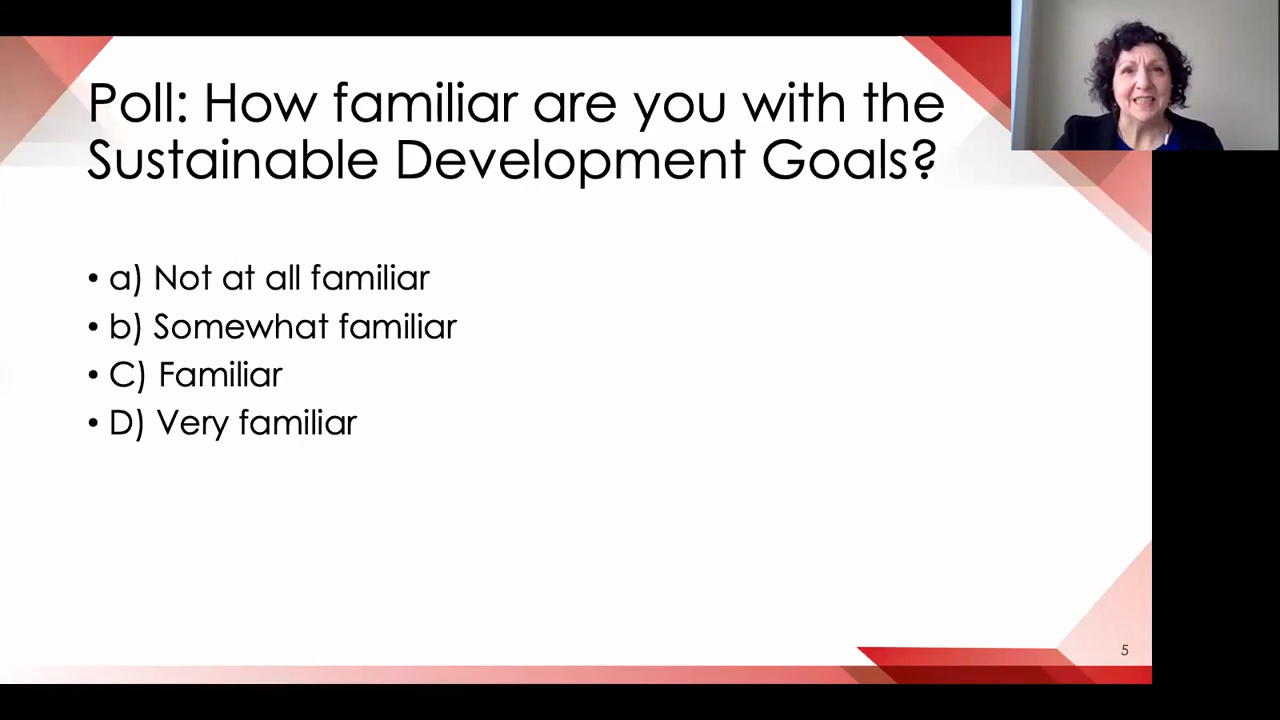 Poll: How familiar are you with the
Sustainable Development Goals?
• a) Not at all familiar
• b) Somewhat familiar
• C) Familiar
• D) Very familiar
5